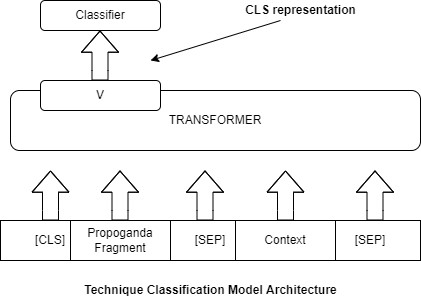 Classifier
CLS representation
V
TRANSFORMER
[CLS]
Propoganda
Fragment
[SEP]
Context
[SEP]
Technique Classification Model Architecture